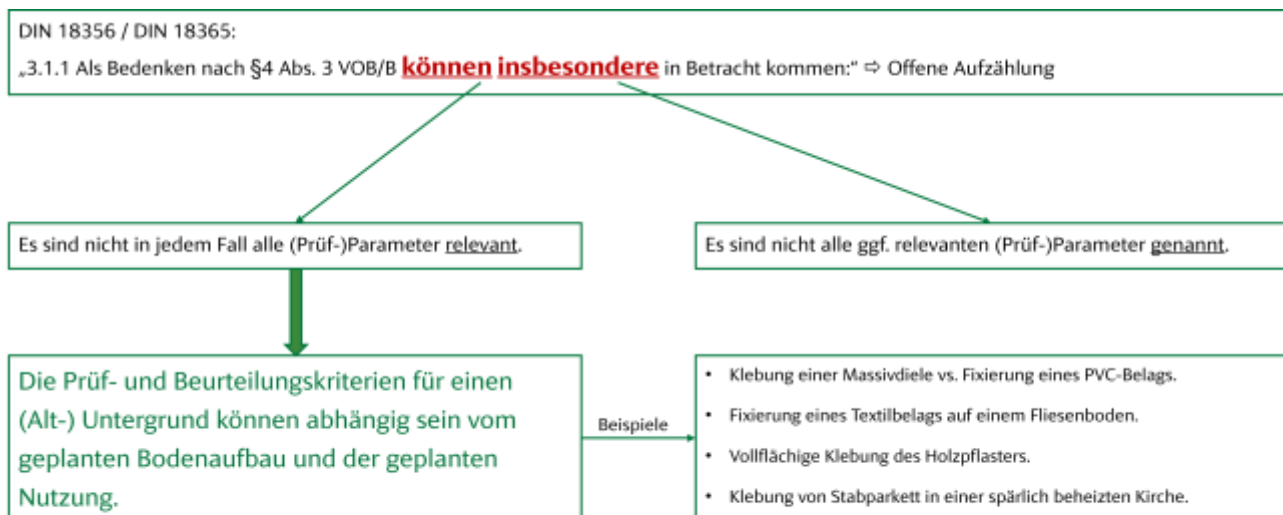 DIN 18356 / DIN 18365:
„3.1.1 Als Bedenken nach §4 Abs. 3 VOB/B können insbesondere in Betracht kommen:“ ⇨ Offene Aufzählung
Es sind nicht in jedem Fall alle (Prüf-)Parameter relevant.
Es sind nicht alle ggf. relevanten (Prüf-)Parameter genannt.
Die Prüf- und Beurteilungskriterien für einen
(Alt-) Untergrund können abhängig sein vom
geplanten Bodenaufbau und der geplanten
Nutzung.
Beispiele
• Klebung einer Massivdiele vs. Fixierung eines PVC-Belags.
• Fixierung eines Textilbelags auf einem Fliesenboden.
• Vollflächige Klebung des Holzpflasters.
• Klebung von Stabparkett in einer spärlich beheizten Kirche.